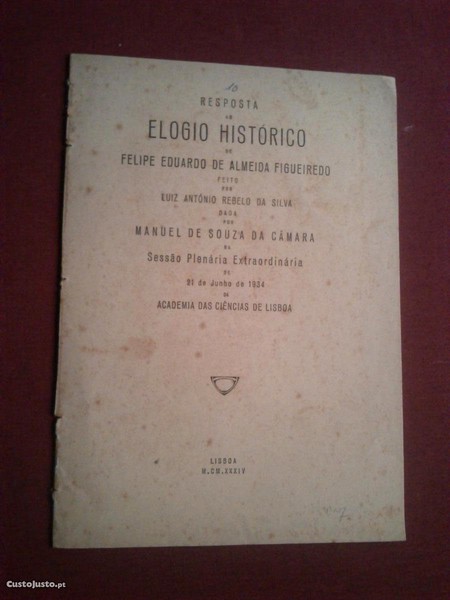 10
RESPOSTA
AO
ELOGIO HISTÓRICO
DE
FELIPE EDUARDO DE ALMEIDA FIGUEIREDO
FEITO
POR
LUIZ ANTÓNIO REBELO DA SILVA
DADA
POR
MANUEL DE SOUZA DA CÂMARA
NA
Sessão Plenária Extraordinária
DE
21 de Junho de 1934
DA
ACADEMIA DAS CIÊNCIAS DE LISBOA
LISBOA
M.CM.XXXIV
CustoJusto.pt